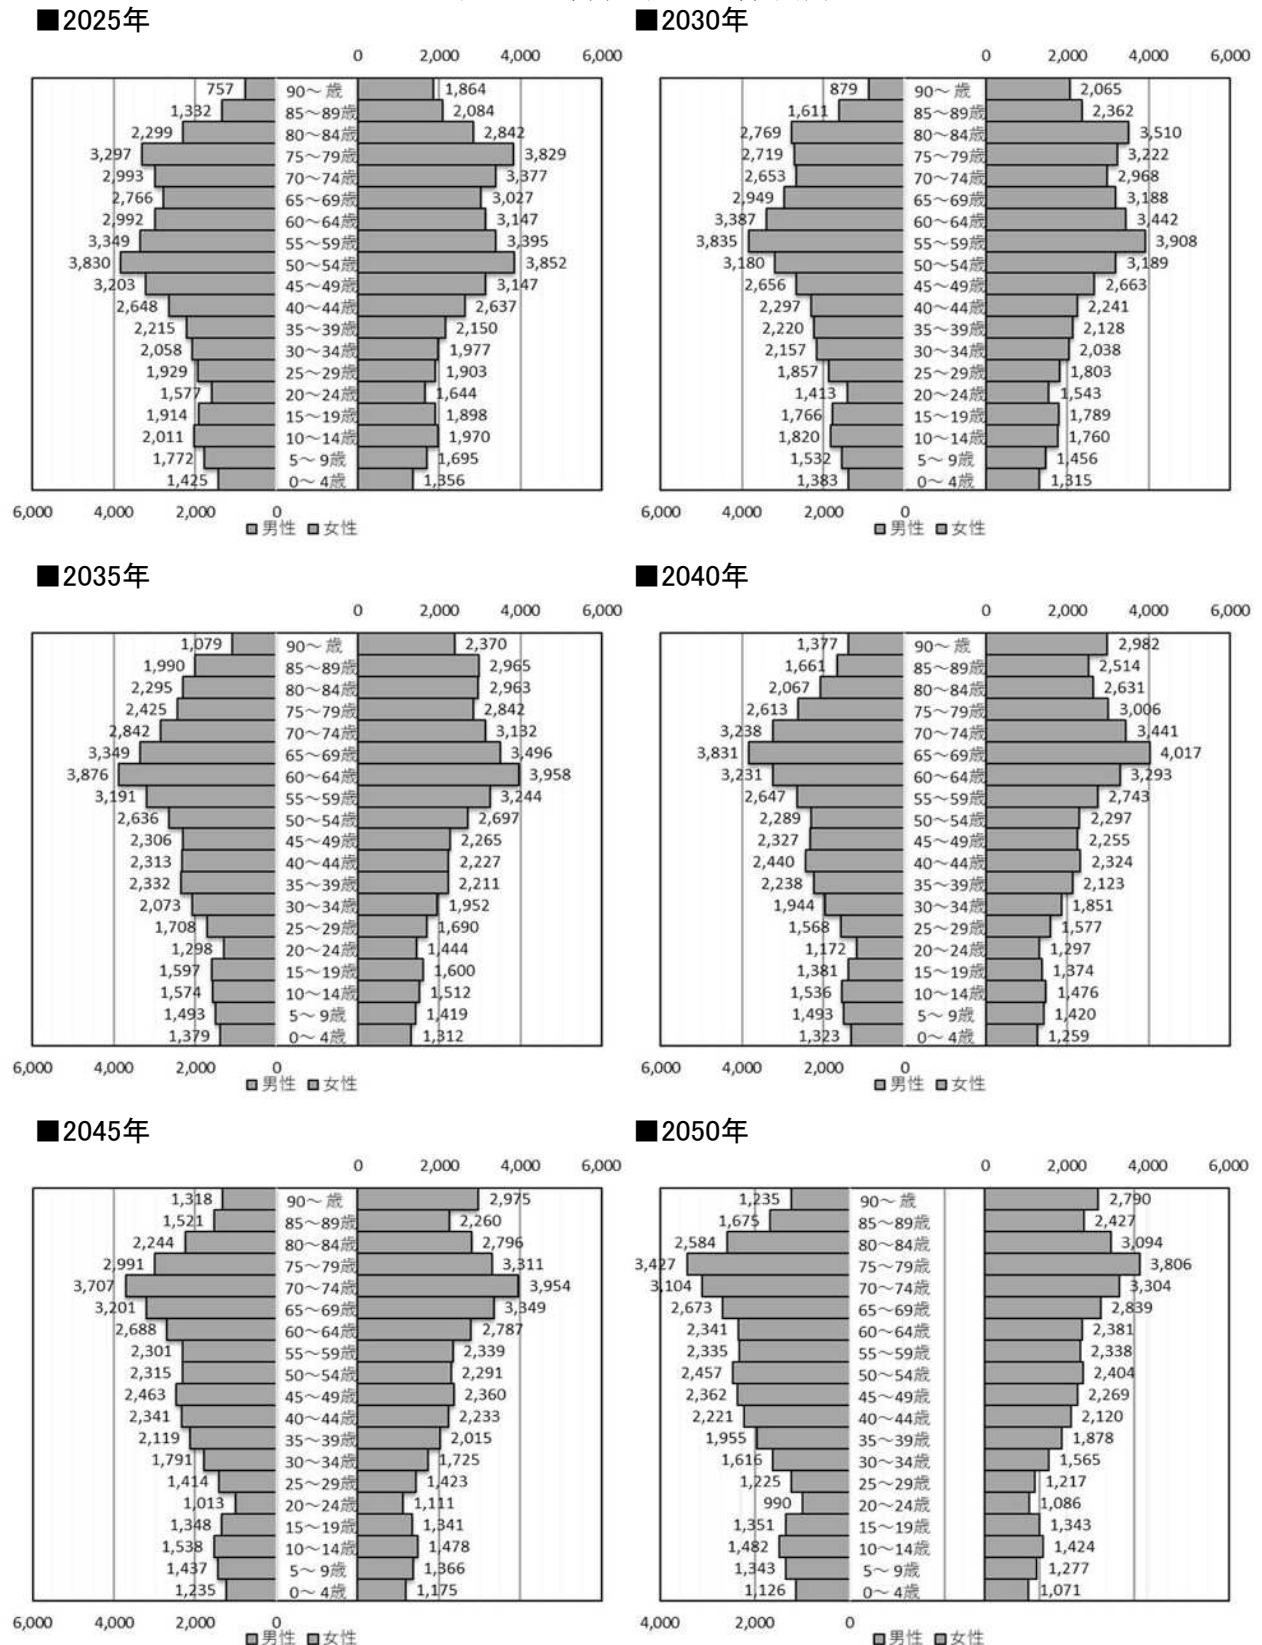 ■2025年
0 2,000 4,000 6,000
757 90～ 歳 1,864
1,332 85～89歳 2,084
2,299 80～84歳 2,842
3,297 75～79歳 3,829
2,993 70～74歳 3,377
2,766 65～69歳 3,027
2,992 60～64歳 3,147
3,349 55～59歳 3,395
3,830 50～54歳 3,852
3,203 45～49歳 3,147
2,648 40～44歳 2,637
2,215 35～39歳 2,150
2,058 30～34歳 1,977
1,929 25～29歳 1,903
1,577 20～24歳 1,644
1,914 15～19歳 1,898
2,011 10～14歳 1,970
1,772 5～ 9歳 1,695
1,425 0～ 4歳 1,356
6,000 4,000 2,000 0
男性 女性
■2030年
0 2,000 4,000 6,000
879 90～ 歳 2,065
1,611 85～89歳 2,362
2,769 80～84歳 3,510
2,719 75～79歳 3,222
2,653 70～74歳 2,968
2,949 65～69歳 3,188
3,387 60～64歳 3,442
3,835 55～59歳 3,908
3,180 50～54歳 3,189
2,656 45～49歳 2,663
2,297 40～44歳 2,241
2,220 35～39歳 2,128
2,157 30～34歳 2,038
1,857 25～29歳 1,803
1,413 20～24歳 1,543
1,766 15～19歳 1,789
1,820 10～14歳 1,760
1,532 5～ 9歳 1,456
1,383 0～ 4歳 1,315
6,000 4,000 2,000 0
男性 女性
■2035年
0 2,000 4,000 6,000
1,079 90～ 歳 2,370
1,990 85～89歳 2,965
2,295 80～84歳 2,963
2,425 75～79歳 2,842
2,842 70～74歳 3,132
3,349 65～69歳 3,496
3,876 60～64歳 3,958
3,191 55～59歳 3,244
2,636 50～54歳 2,697
2,306 45～49歳 2,265
2,313 40～44歳 2,227
2,332 35～39歳 2,211
2,073 30～34歳 1,952
1,708 25～29歳 1,690
1,298 20～24歳 1,444
1,597 15～19歳 1,600
1,574 10～14歳 1,512
1,493 5～ 9歳 1,419
1,379 0～ 4歳 1,312
6,000 4,000 2,000 0
男性 女性
■2040年
0 2,000 4,000 6,000
1,377 90～ 歳 2,982
1,661 85～89歳 2,514
2,067 80～84歳 2,631
2,613 75～79歳 3,006
3,238 70～74歳 3,441
3,831 65～69歳 4,017
3,231 60～64歳 3,293
2,647 55～59歳 2,743
2,289 50～54歳 2,297
2,327 45～49歳 2,255
2,440 40～44歳 2,324
2,238 35～39歳 2,123
1,944 30～34歳 1,851
1,568 25～29歳 1,577
1,172 20～24歳 1,297
1,381 15～19歳 1,374
1,536 10～14歳 1,476
1,493 5～ 9歳 1,420
1,323 0～ 4歳 1,259
6,000 4,000 2,000 0
男性 女性
■2045年
0 2,000 4,000 6,000
1,318 90～ 歳 2,975
1,521 85～89歳 2,260
2,244 80～84歳 2,796
2,991 75～79歳 3,311
3,707 70～74歳 3,954
3,201 65～69歳 3,349
2,688 60～64歳 2,787
2,301 55～59歳 2,339
2,315 50～54歳 2,291
2,463 45～49歳 2,360
2,341 40～44歳 2,233
2,119 35～39歳 2,015
1,791 30～34歳 1,725
1,414 25～29歳 1,423
1,013 20～24歳 1,111
1,348 15～19歳 1,341
1,538 10～14歳 1,478
1,437 5～ 9歳 1,366
1,235 0～ 4歳 1,175
6,000 4,000 2,000 0
男性 女性
■2050年
0 2,000 4,000 6,000
1,235 90～ 歳 2,790
1,675 85～89歳 2,427
2,584 80～84歳 3,094
3,427 75～79歳 3,806
3,104 70～74歳 3,304
2,673 65～69歳 2,839
2,341 60～64歳 2,381
2,335 55～59歳 2,338
2,457 50～54歳 2,404
2,362 45～49歳 2,269
2,221 40～44歳 2,120
1,955 35～39歳 1,878
1,616 30～34歳 1,565
1,225 25～29歳 1,217
990 20～24歳 1,086
1,351 15～19歳 1,343
1,482 10～14歳 1,424
1,343 5～ 9歳 1,277
1,126 0～ 4歳 1,071
4,000 2,000 0
男性 女性